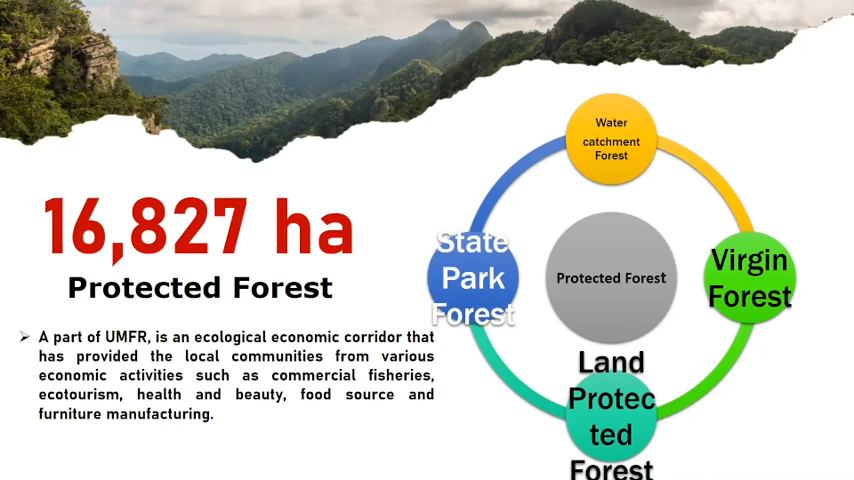 16,827 ha
Protected Forest
A part of UMFR, is an ecological economic corridor that
has provided the local communities from various
economic activities such as commercial fisheries,
ecotourism, health and beauty, food source and
furniture manufacturing.
Water
catchment
Forest
State
Park
Forest
Protected Forest
Virgin
Forest
Land
Protec
ted
Forest